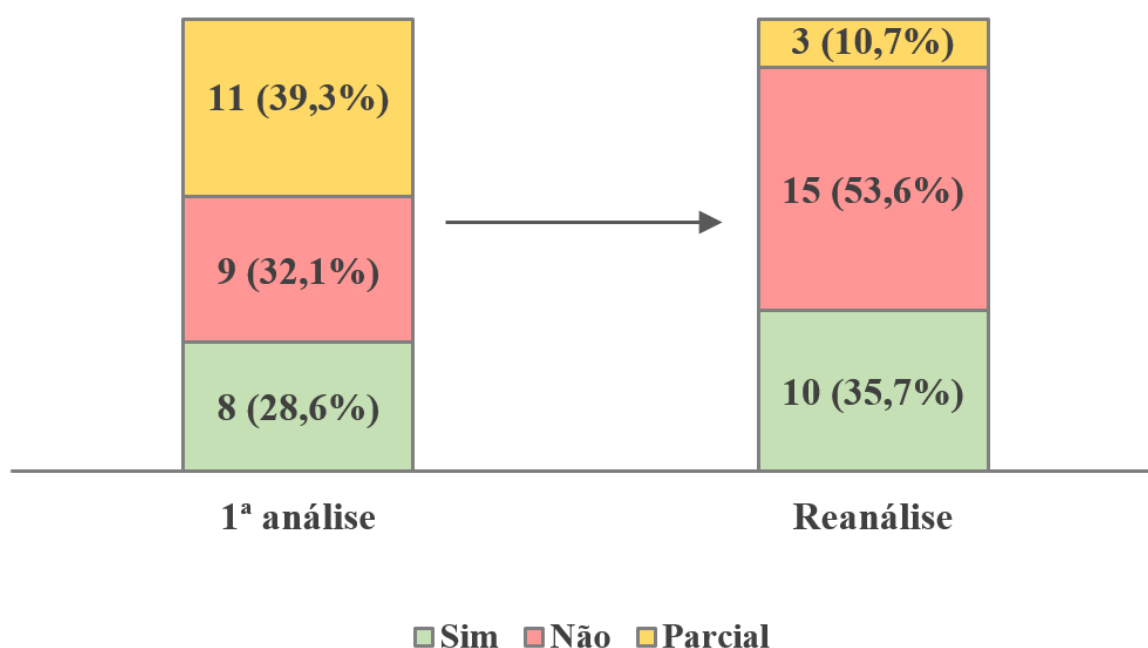 11 (39,3%)
9 (32,1%)
8 (28,6%)
3 (10,7%)
15 (53,6%)
10 (35,7%)
1ª análise
Reanálise
Sim Não Parcial